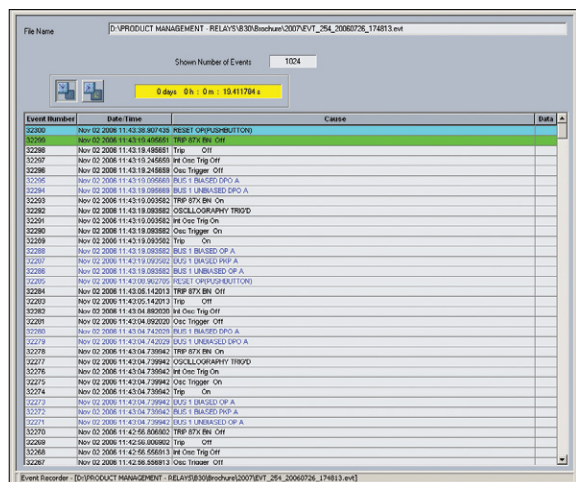 File Name D:\PRODUCT MANAGEMENT - RELAYS\B30\Brochure\2007\EVT_254_20060726_174813.evt
Shown Number of Events 1024
0 days 0 h : 0 m : 19.411704 s
Event Number Date/Time Cause Data
32300 Nov 02 2006 11:43:38.907435 RESET OP(PUSHBUTTON)
32299 Nov 02 2006 11:43:19.495651 TRIP 87X BN Off
32298 Nov 02 2006 11:43:19.495651 Trip Off
32297 Nov 02 2006 11:43:19.245659 Int Osc Trig Off
32296 Nov 02 2006 11:43:19.245659 Osc Trigger Off
32295 Nov 02 2006 11:43:19.095669 BUS 1 BIASED DPO A
32294 Nov 02 2006 11:43:19.095669 BUS 1 UNBIASED DPO A
32293 Nov 02 2006 11:43:19.093582 TRIP 87X BN On
32292 Nov 02 2006 11:43:19.093582 OSCILLOGRAPHY TRIG'D
32291 Nov 02 2006 11:43:19.093582 Int Osc Trig On
32290 Nov 02 2006 11:43:19.093582 Osc Trigger On
32289 Nov 02 2006 11:43:19.093582 Trip On
32288 Nov 02 2006 11:43:19.093582 BUS 1 BIASED OP A
32287 Nov 02 2006 11:43:19.093582 BUS 1 BIASED PKP A
32286 Nov 02 2006 11:43:19.093582 BUS 1 UNBIASED OP A
32285 Nov 02 2006 11:43:08.962705 RESET OP(PUSHBUTTON)
32284 Nov 02 2006 11:43:05.142013 TRIP 87X BN Off
32283 Nov 02 2006 11:43:05.142013 Trip Off
32282 Nov 02 2006 11:43:04.892020 Int Osc Trig Off
32281 Nov 02 2006 11:43:04.892020 Osc Trigger Off
32280 Nov 02 2006 11:43:04.742029 BUS 1 BIASED DPO A
32279 Nov 02 2006 11:43:04.742029 BUS 1 UNBIASED DPO A
32278 Nov 02 2006 11:43:04.739942 TRIP 87X BN On
32277 Nov 02 2006 11:43:04.739942 OSCILLOGRAPHY TRIG'D
32276 Nov 02 2006 11:43:04.739942 Int Osc Trig On
32275 Nov 02 2006 11:43:04.739942 Osc Trigger On
32274 Nov 02 2006 11:43:04.739942 Trip On
32273 Nov 02 2006 11:43:04.739942 BUS 1 BIASED OP A
32272 Nov 02 2006 11:43:04.739942 BUS 1 BIASED PKP A
32271 Nov 02 2006 11:43:04.739942 BUS 1 UNBIASED OP A
32270 Nov 02 2006 11:42:56.806902 TRIP 87X BN Off
32269 Nov 02 2006 11:42:56.806902 Trip Off
32268 Nov 02 2006 11:42:56.556913 Int Osc Trig Off
32267 Nov 02 2006 11:42:56.556913 Osc Trigger Off
Event Recorder - [D:\PRODUCT MANAGEMENT - RELAYS\B30\Brochure\2007\EVT_254_20060726_174813.evt]